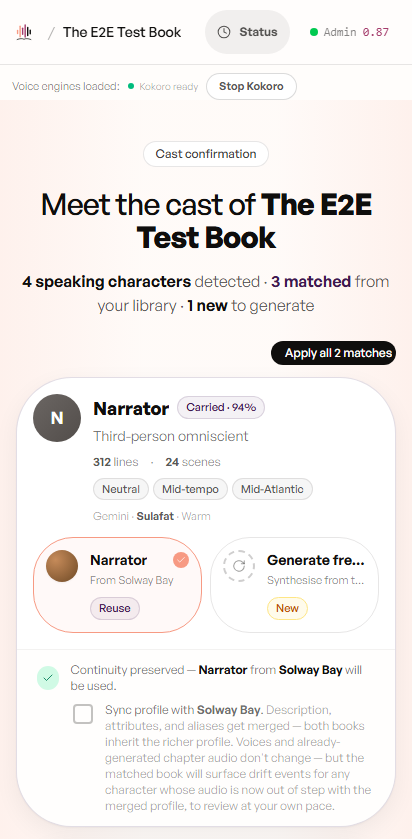 / The E2E Test Book Status Admin 0.87
Voice engines loaded: Kokoro ready Stop Kokoro
Cast confirmation
Meet the cast of The E2E
Test Book
4 speaking characters detected · 3 matched from
your library · 1 new to generate
Apply all 2 matches
N
Narrator Carried · 94%
Third-person omniscient
312 lines · 24 scenes
Neutral Mid-tempo Mid-Atlantic
Gemini · Sulafat · Warm
Narrator
From Solway Bay
Reuse
Generate fre...
Synthesise from t...
New
Continuity preserved — Narrator from Solway Bay will
be used.
Sync profile with Solway Bay. Description,
attributes, and aliases get merged — both books
inherit the richer profile. Voices and already-
generated chapter audio don't change — but the
matched book will surface drift events for any
character whose audio is now out of step with the
merged profile, to review at your own pace.